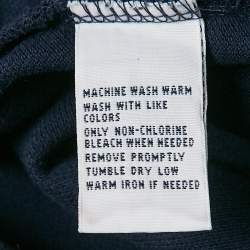 MACHINE WASH WARM
WASH WITH LIKE
COLORS
ONLY NON-CHLORINE
BLEACH WHEN NEEDED
REMOVE PROMPTLY
TUMBLE DRY LOW
WARM IRON IF NEEDED